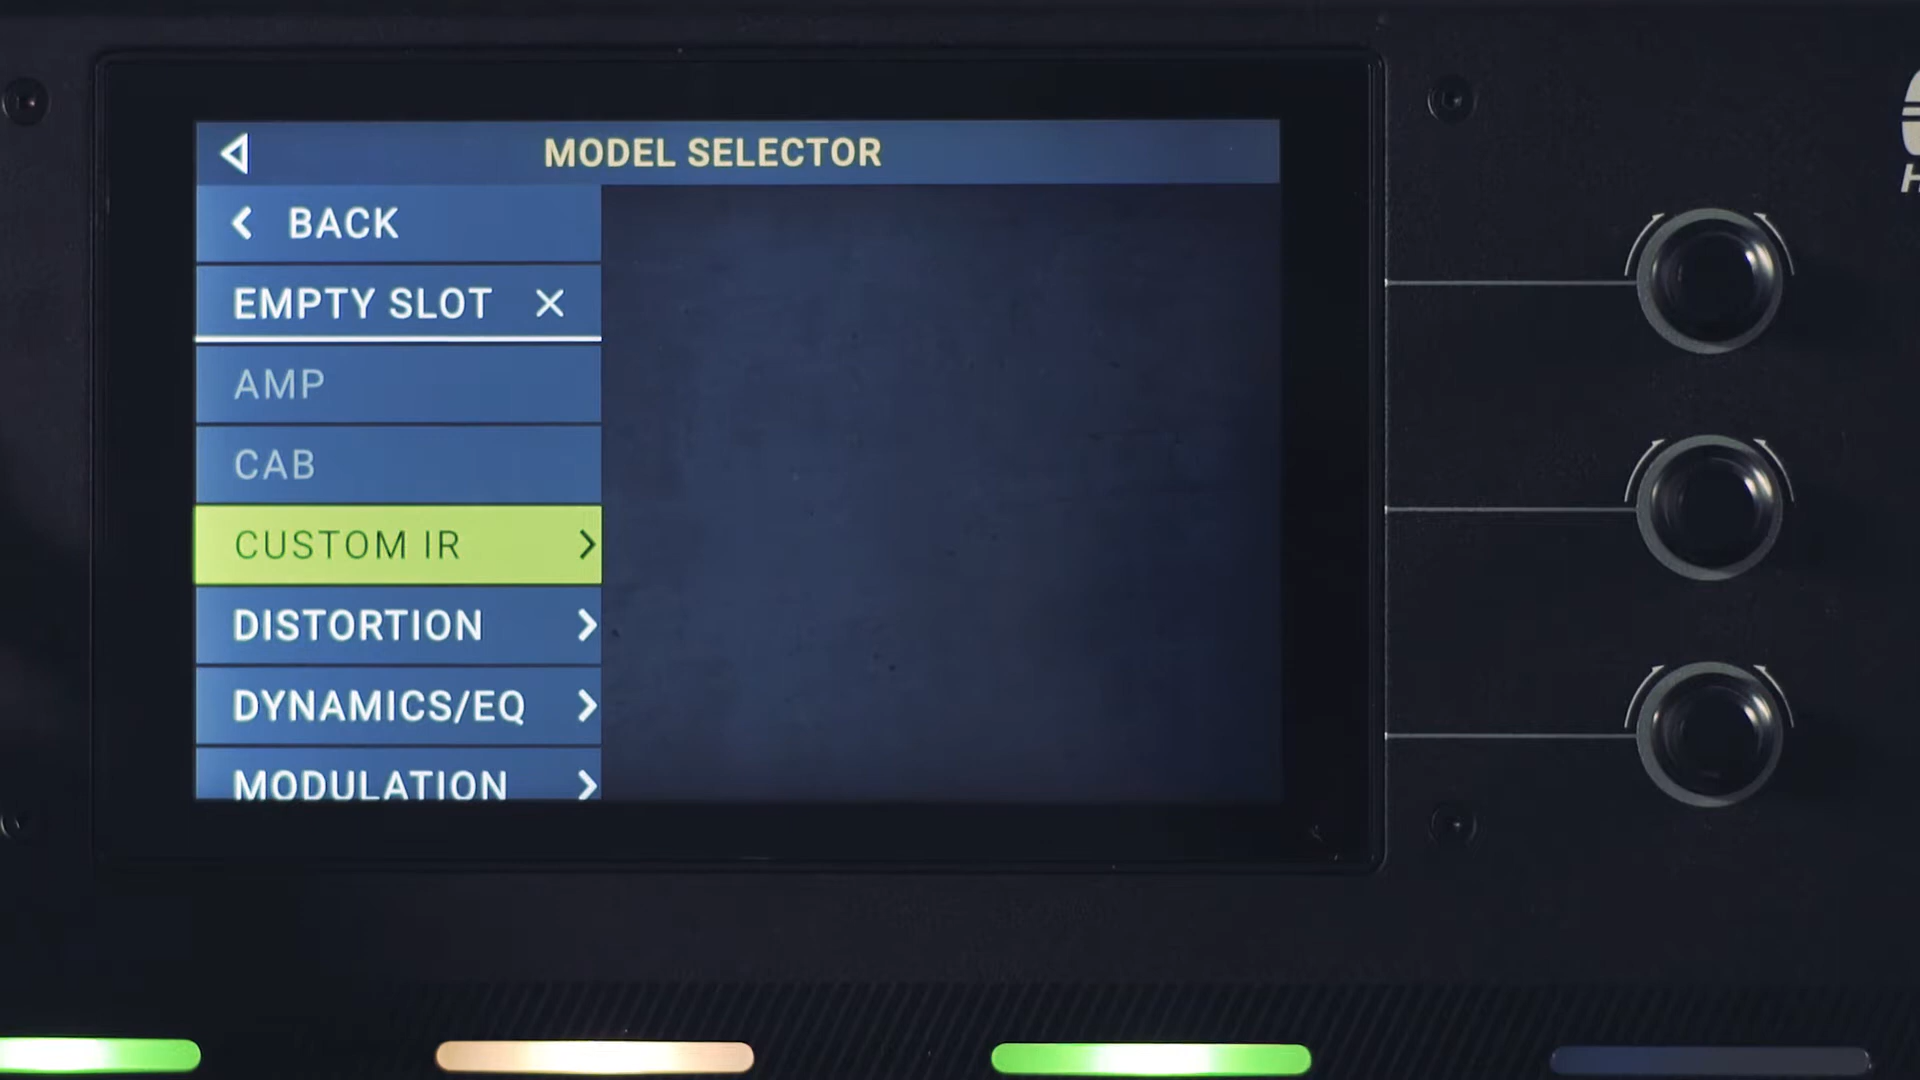 MODEL SELECTOR
BACK
EMPTY SLOT
AMP
CAB
CUSTOM IR
DISTORTION
DYNAMICS/EQ
MODULATION
H